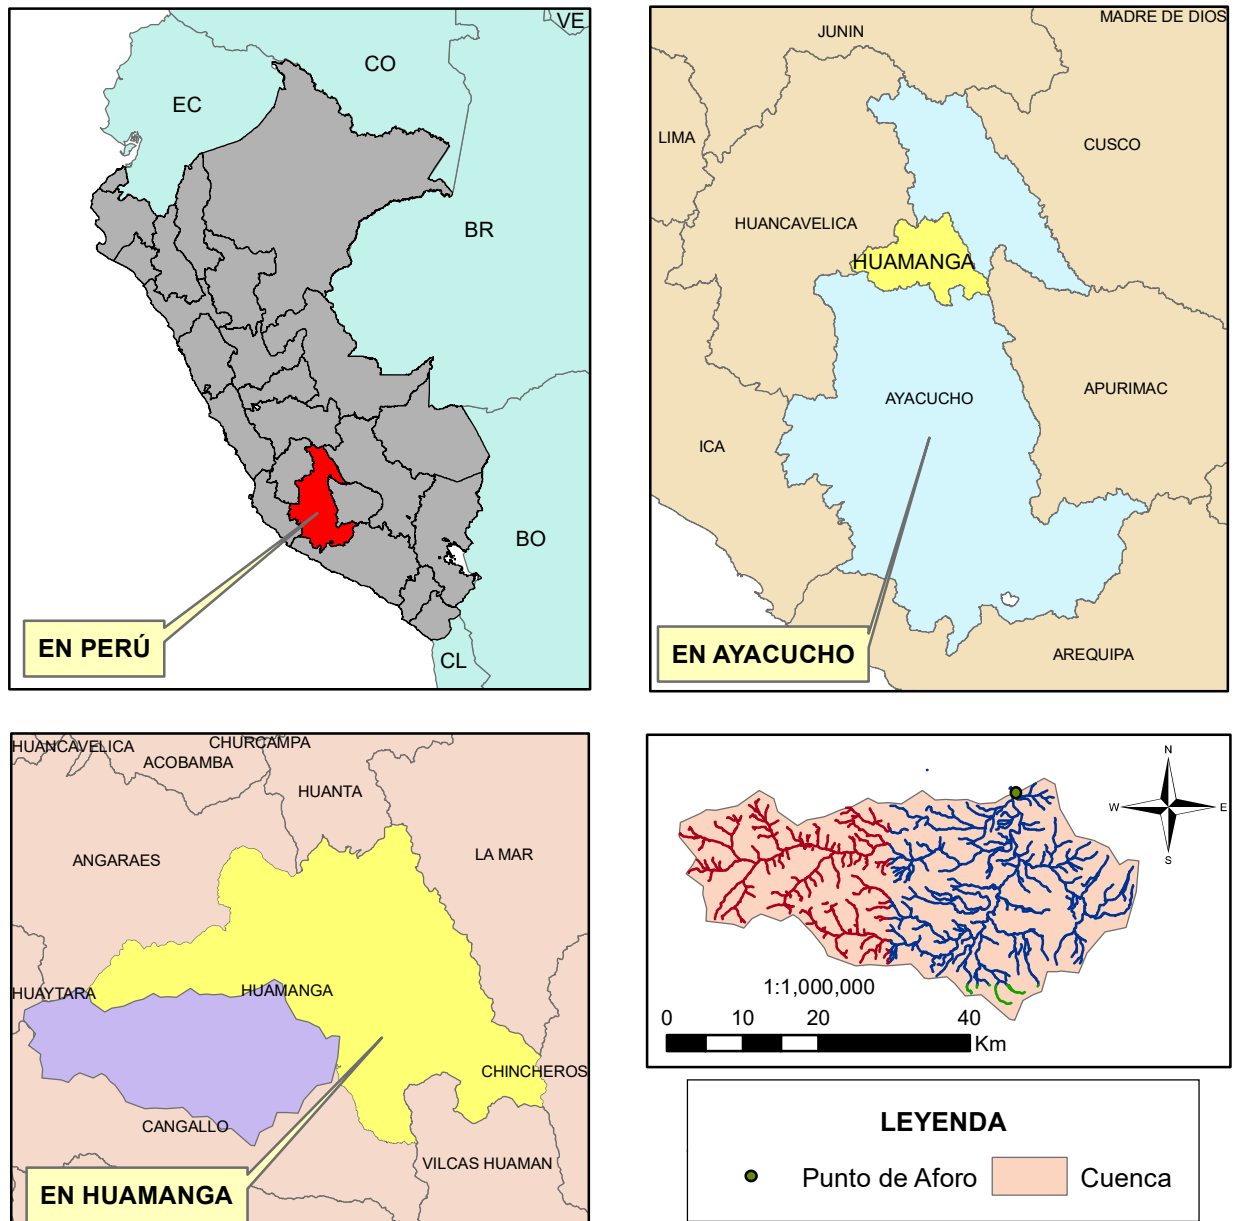 VE
CO
EC
BR
BO
CL
EN PERÚ
MADRE DE DIOS
JUNIN
LIMA
CUSCO
HUANCAVELICA
HUAMANGA
AYACUCHO
APURIMAC
ICA
AREQUIPA
EN AYACUCHO
HUANCAVELICA
CHURCAMPA
ACOBAMBA
HUANTA
ANGARAES
LA MAR
HUAYTARA
HUAMANGA
CHINCHEROS
CANGALLO
VILCAS HUAMAN
EN HUAMANGA
N
W
E
S
1:1,000,000
0 10 20 40
Km
LEYENDA
Punto de Aforo Cuenca